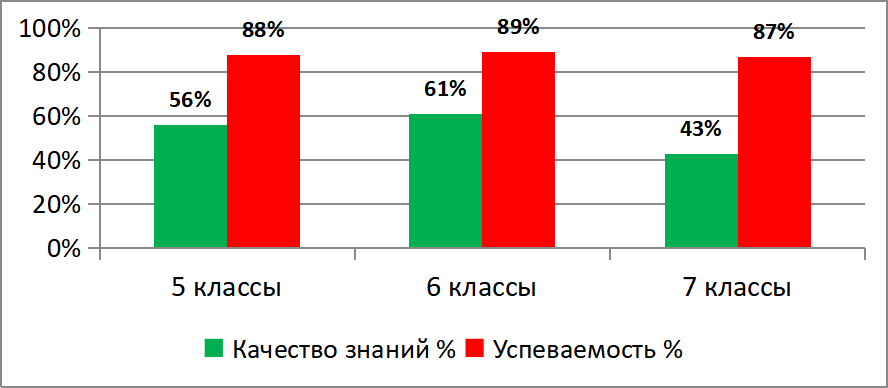 100%
80%
60%
40%
20%
0%
56%
88%
61%
89%
43%
87%
5 классы
6 классы
7 классы
Качество знаний %
Успеваемость %